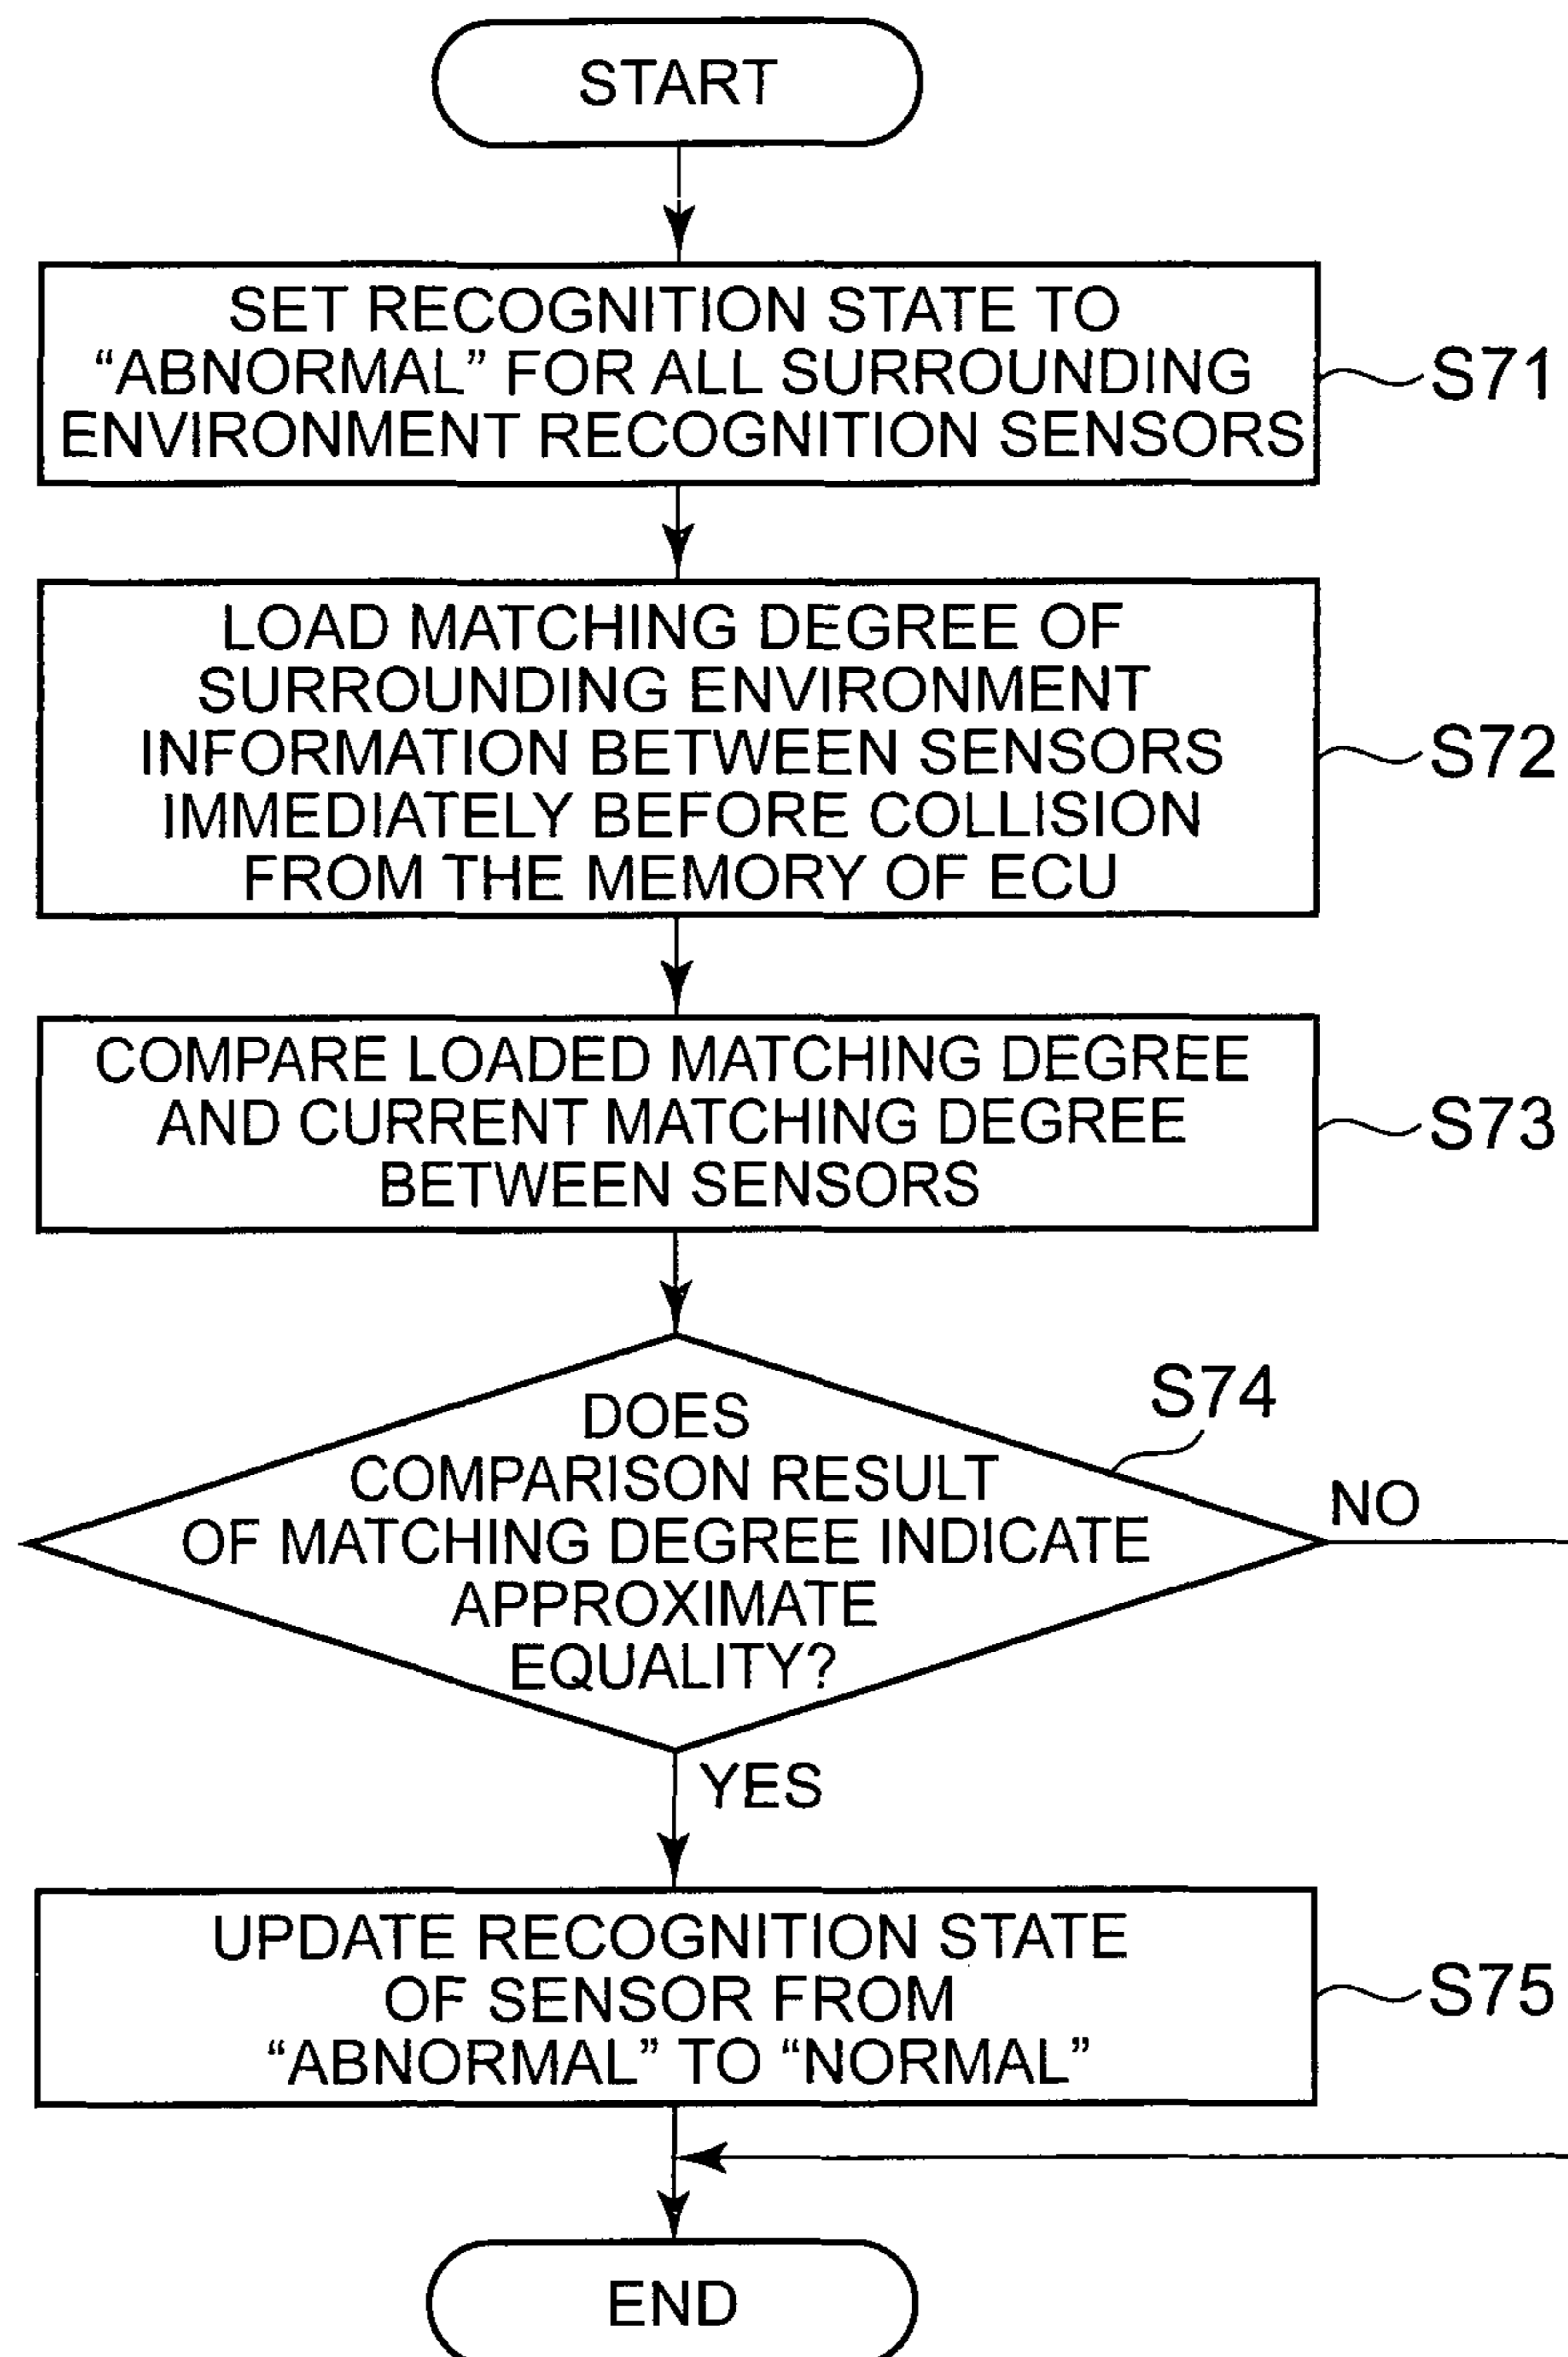 START
SET RECOGNITION STATE TO
“ABNORMAL” FOR ALL SURROUNDING
ENVIRONMENT RECOGNITION SENSORS
S71
LOAD MATCHING DEGREE OF
SURROUNDING ENVIRONMENT
INFORMATION BETWEEN SENSORS
IMMEDIATELY BEFORE COLLISION
FROM THE MEMORY OF ECU
S72
COMPARE LOADED MATCHING DEGREE
AND CURRENT MATCHING DEGREE
BETWEEN SENSORS
S73
DOES
COMPARISON RESULT
OF MATCHING DEGREE INDICATE
APPROXIMATE
EQUALITY?
S74
NO
YES
UPDATE RECOGNITION STATE
OF SENSOR FROM
“ABNORMAL” TO “NORMAL”
S75
END